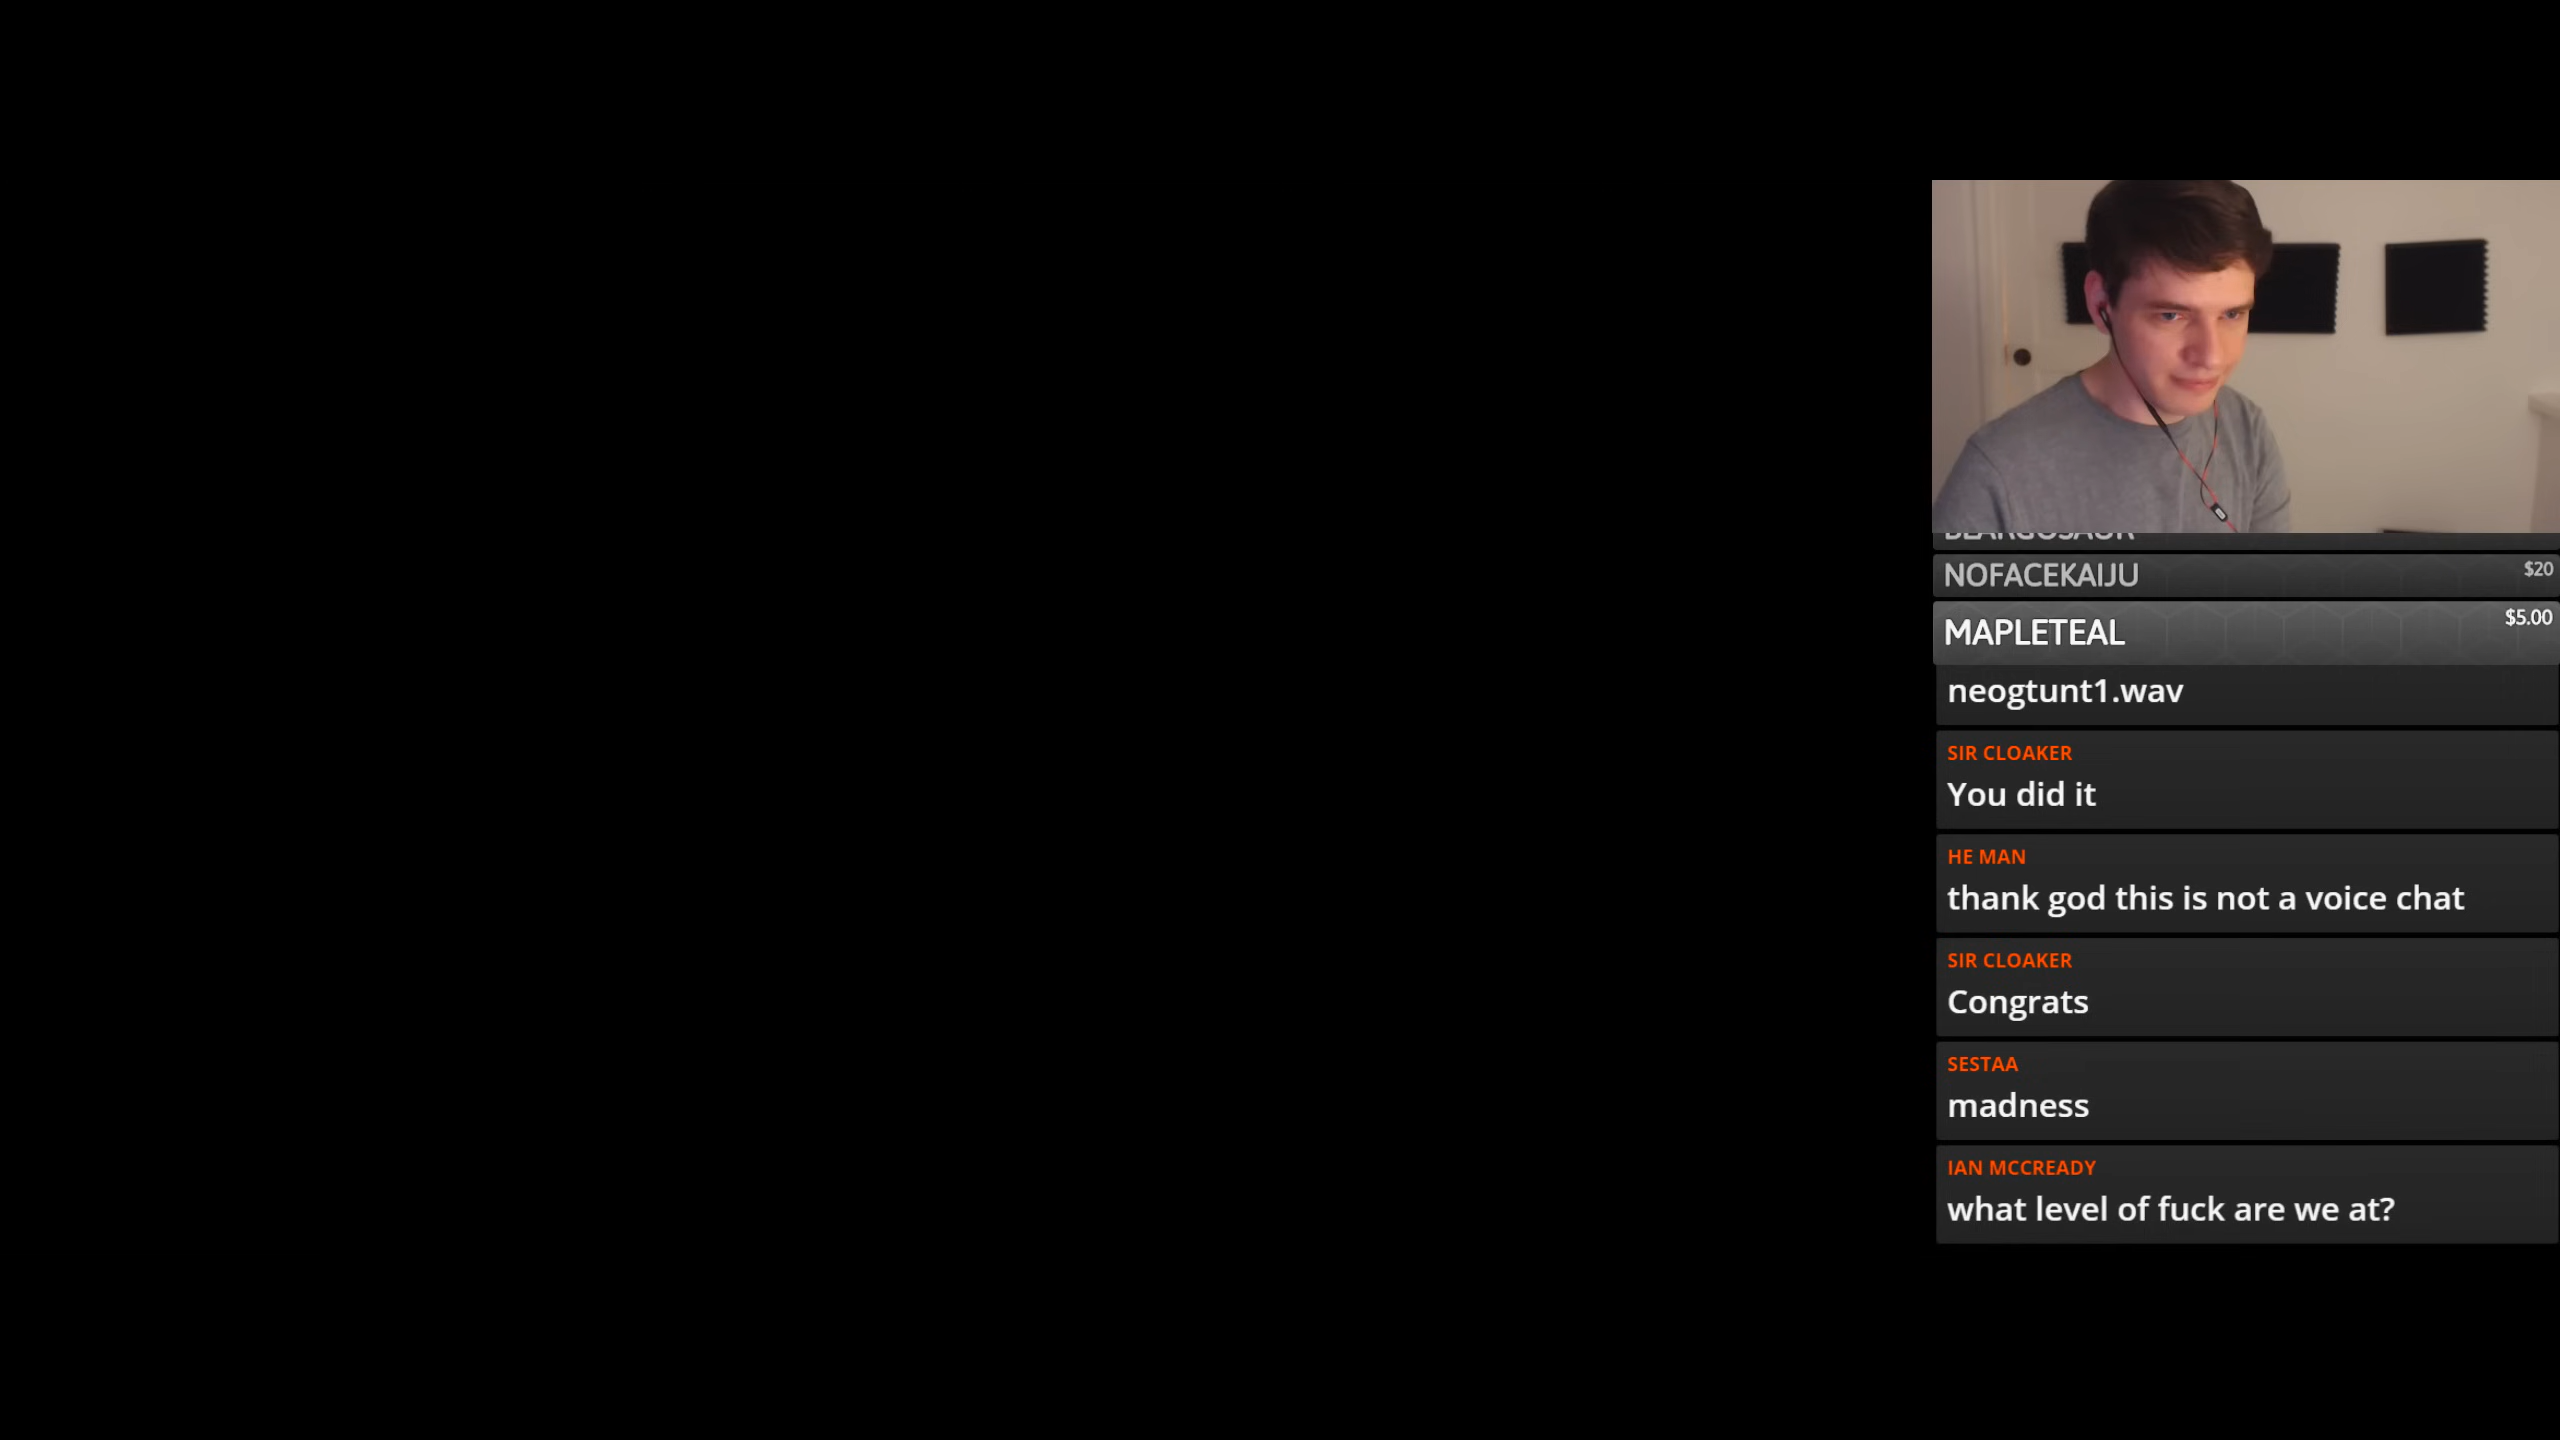 BEARGOSAUR
NOFACEKAIJU
$20
MAPLETEAL
$5.00
neogtunt1.wav
SIR CLOAKER
You did it
HE MAN
thank god this is not a voice chat
SIR CLOAKER
Congrats
SESTAA
madness
IAN MCCREADY
what level of fuck are we at?